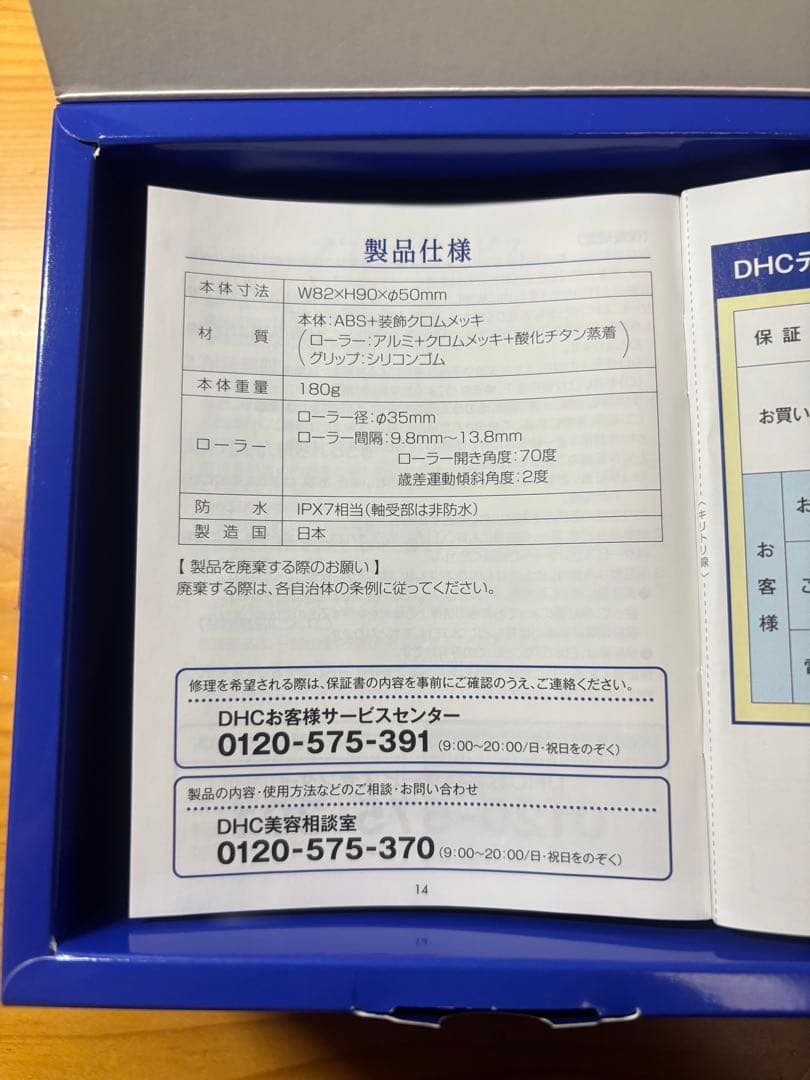 製品仕様
本体寸法 W82×H90×φ50mm
材質 本体：ABS+装飾クロムメッキ
（ローラー：アルミ+クロムメッキ+酸化チタン蒸着
グリップ：シリコンゴム）
本体重量 180g
ローラー ローラー径：φ35mm
ローラー間隔：9.8mm～13.8mm
ローラー開き角度：70度
歳差運動傾斜角度：2度
防水 IPX7相当（軸受部は非防水）
製造国 日本
【 製品を廃棄する際のお願い 】
廃棄する際は、各自治体の条例に従ってください。
修理を希望される際は、保証書の内容を事前にご確認のうえ、ご連絡ください。
DHCお客様サービスセンター
0120-575-391（9:00～20:00/日・祝日をのぞく）
製品の内容・使用方法などのご相談・お問い合わせ
DHC美容相談室
0120-575-370（9:00～20:00/日・祝日をのぞく）
14
〈キリトリ線〉
DHCデ
保証
お買い
お客様
お
ご
電